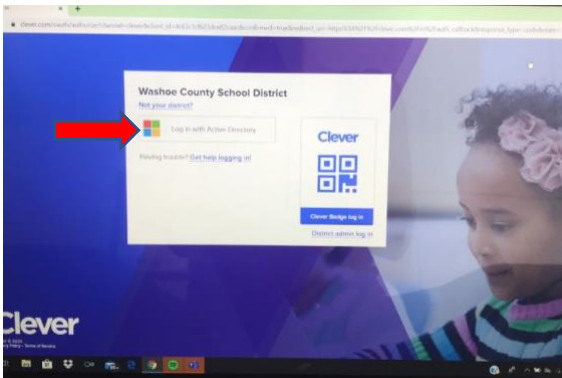 Washoe County School District
Not your district?
Log in with Active Directory
Having trouble? Get help logging in!
Clever
Clever Badge log in
District admin log in
Clever